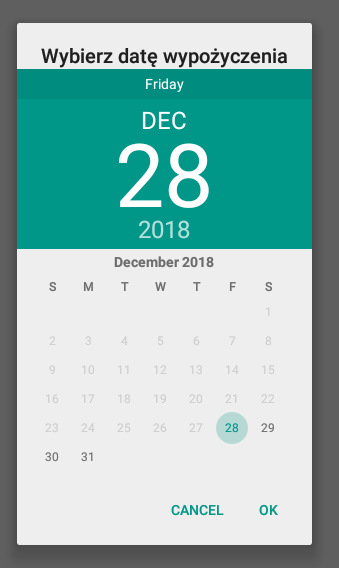 Wybierz datę wypożyczenia
Friday
DEC
28
2018
December 2018
S M T W T F S
1
2 3 4 5 6 7 8
9 10 11 12 13 14 15
16 17 18 19 20 21 22
23 24 25 26 27 28 29
30 31
CANCEL OK